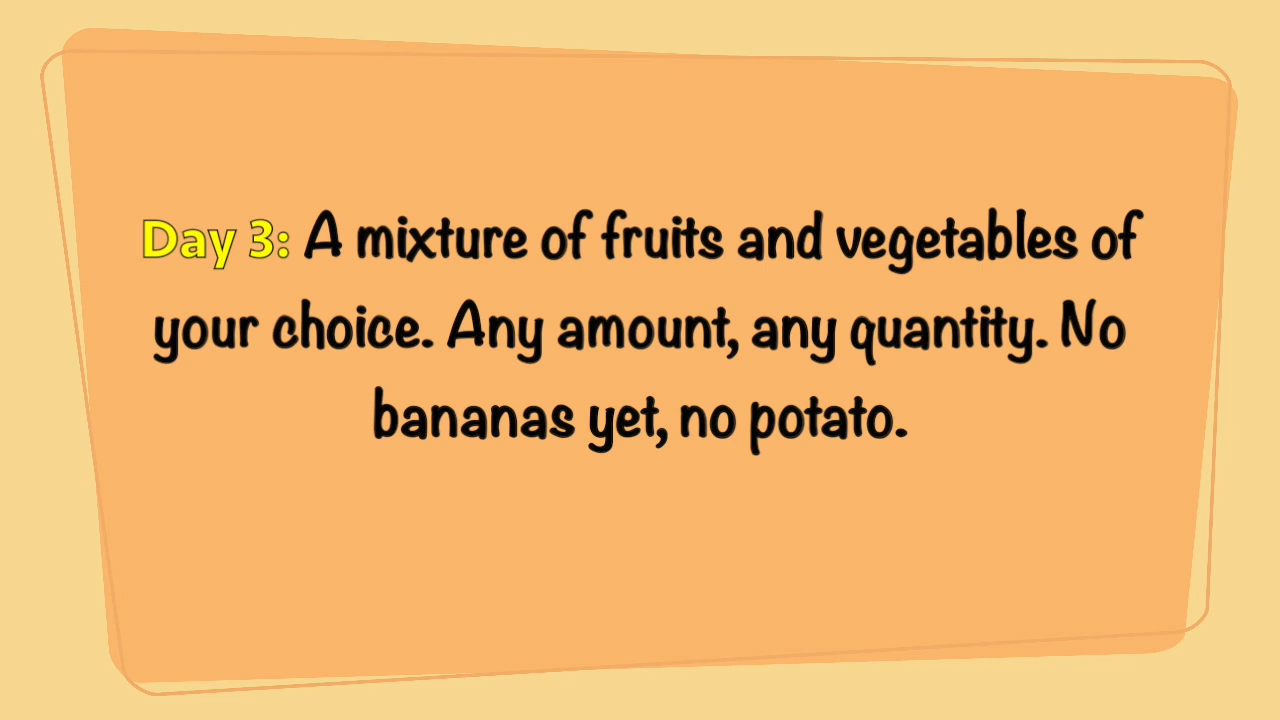 Day 3: A mixture of fruits and vegetables of
your choice. Any amount, any quantity. No
bananas yet, no potato.